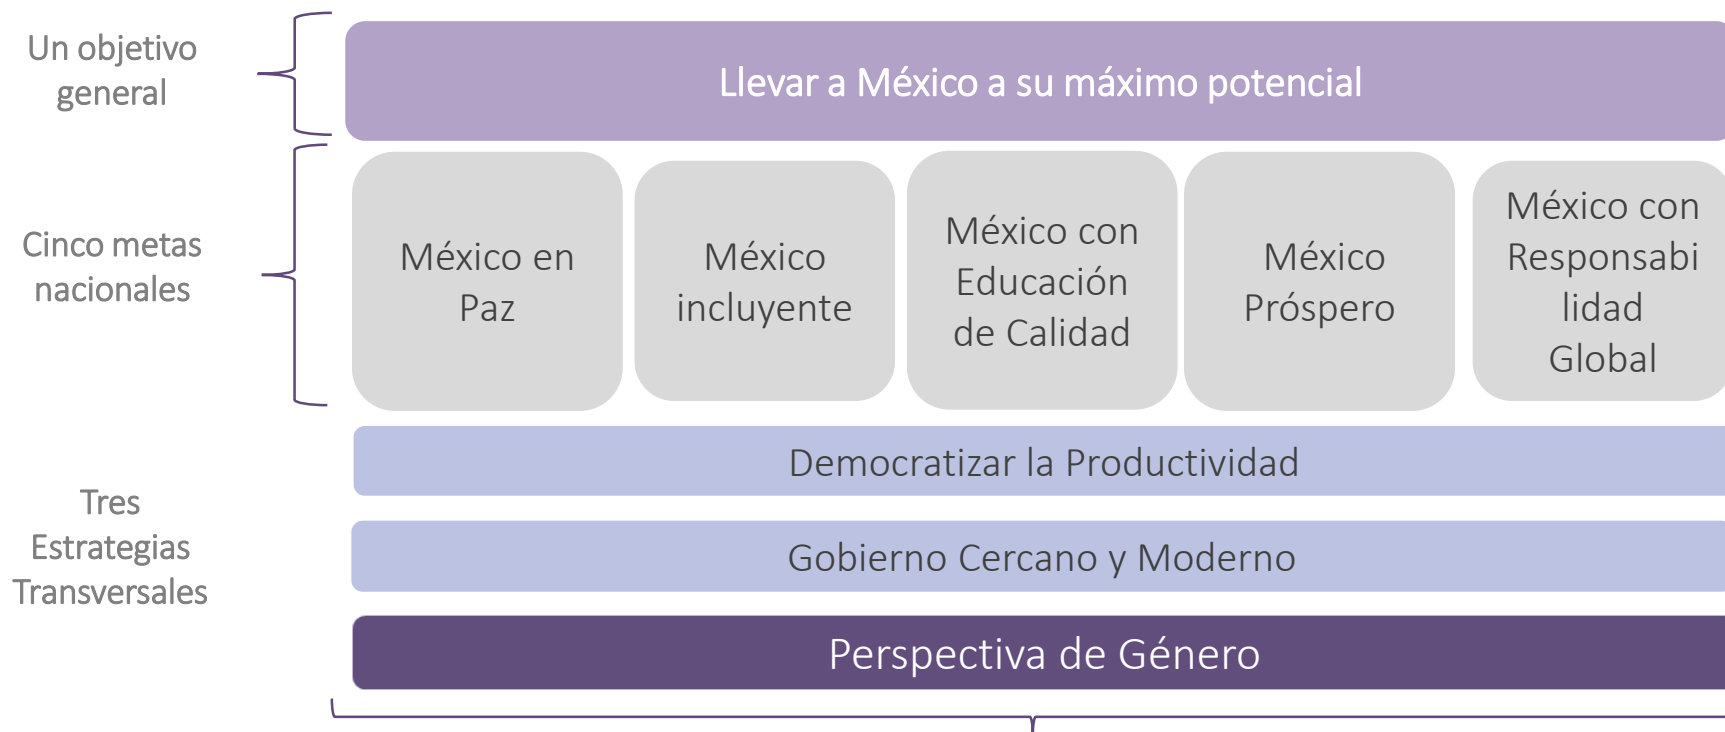 Un objetivo
general
Llevar a México a su máximo potencial
Cinco metas
nacionales
México en
Paz
México
incluyente
México con
Educación
de Calidad
México
Próspero
México con
Responsabi
lidad
Global
Tres
Estrategias
Transversales
Democratizar la Productividad
Gobierno Cercano y Moderno
Perspectiva de Género